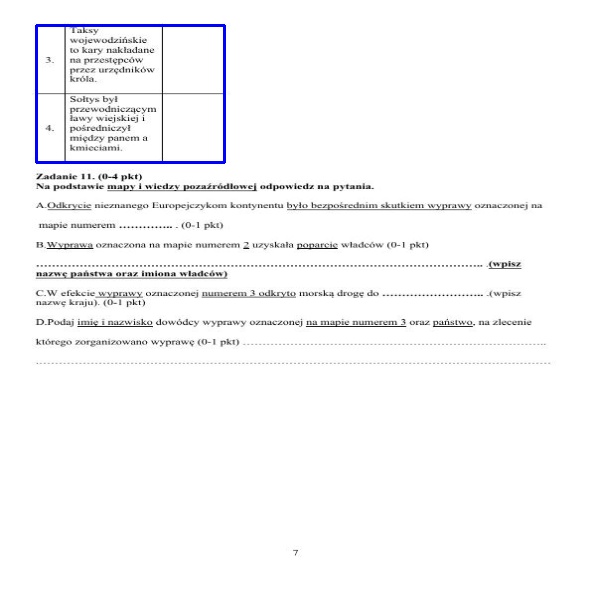 Taksy
wojewodzińskie
to kary nakładane
3. na przestępców
przez urzędników
króla.
Sołtys był
przewodniczącym
ławy wiejskiej i
4. pośredniczył
między panem a
kmieciami.
Zadanie 11. (0-4 pkt)
Na podstawie mapy i wiedzy pozaźródłowej odpowiedz na pytania.
A.Odkrycie nieznanego Europejczykom kontynentu było bezpośrednim skutkiem wyprawy oznaczonej na
mapie numerem ………….. . (0-1 pkt)
B.Wyprawa oznaczona na mapie numerem 2 uzyskała poparcie władców (0-1 pkt)
………………………………………………………………………………………………….. .(wpisz
nazwę państwa oraz imiona władców)
C.W efekcie wyprawy oznaczonej numerem 3 odkryto morską drogę do …………………….. .(wpisz
nazwę kraju). (0-1 pkt)
D.Podaj imię i nazwisko dowódcy wyprawy oznaczonej na mapie numerem 3 oraz państwo, na zlecenie
którego zorganizowano wyprawę (0-1 pkt) …………………………………………………………………..
……………………………………………………………………………………………………………………
7